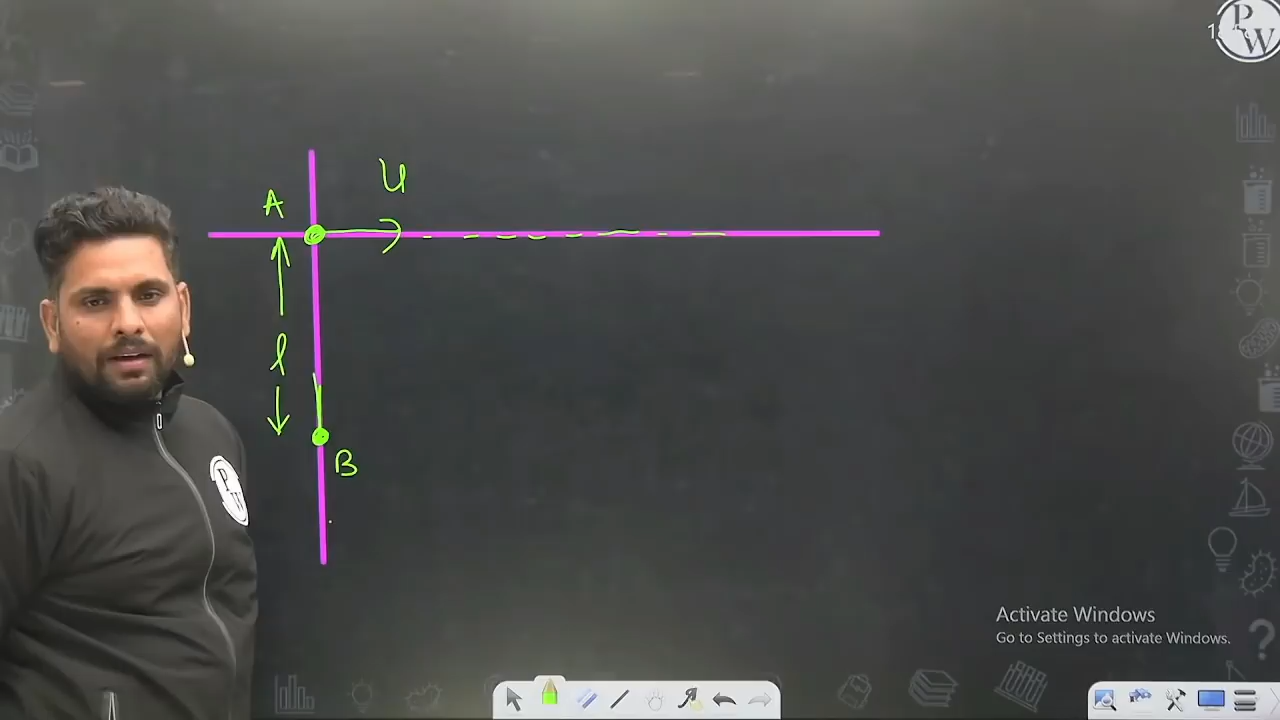 P
W
U
A
l
B
P
W
Activate Windows
Go to Settings to activate Windows.
?